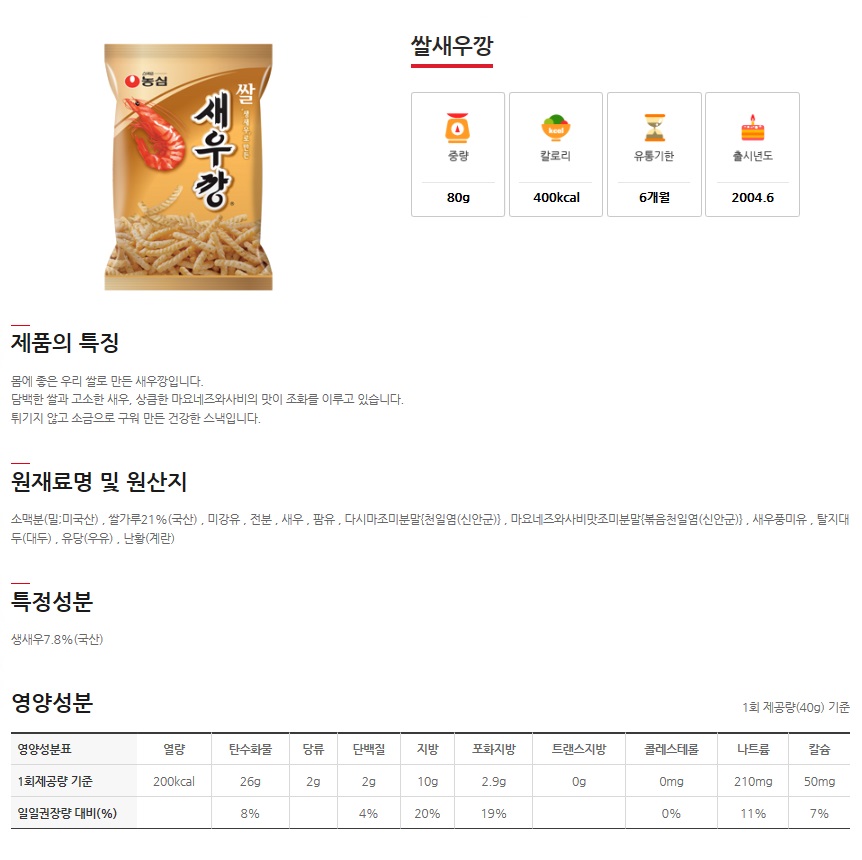 쌀새우깡
농심
쌀
새우깡
중량
칼로리
유통기한
출시년도
kcal
80g
400kcal
6개월
2004.6
제품의 특징
몸에 좋은 우리 쌀로 만든 새우깡입니다.
담백한 쌀과 고소한 새우, 상큼한 마요네즈와사비의 맛이 조화를 이루고 있습니다.
튀기지 않고 소금으로 구워 만든 건강한 스낵입니다.
원재료명 및 원산지
소맥분(밀:미국산) , 쌀가루21%(국산) , 미강유 , 전분 , 새우 , 팜유 , 다시마조미분말{천일염(신안군)} , 마요네즈와사비맛조미분말{볶음천일염(신안군)} , 새우풍미유 , 탈지대
두(대두) , 유당(우유) , 난황(계란)
특정성분
생새우7.8%(국산)
영양성분
1회 제공량(40g) 기준
영양성분표 열량 탄수화물 당류 단백질 지방 포화지방 트랜스지방 콜레스테롤 나트륨 칼슘
1회제공량 기준 200kcal 26g 2g 2g 10g 2.9g 0g 0mg 210mg 50mg
일일권장량 대비(%) 8% 4% 20% 19% 0% 11% 7%